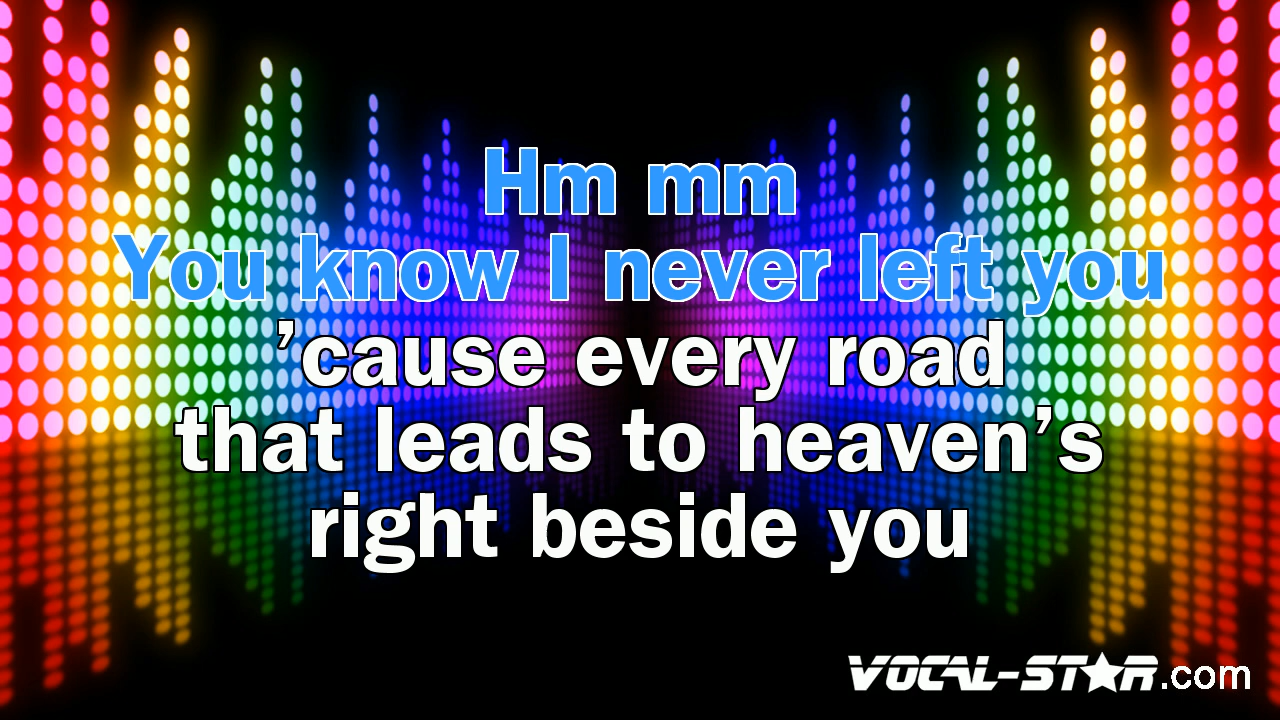 Hm mm
You know I never left you
’cause every road
that leads to heaven’s
right beside you
VOCAL-STAR.com